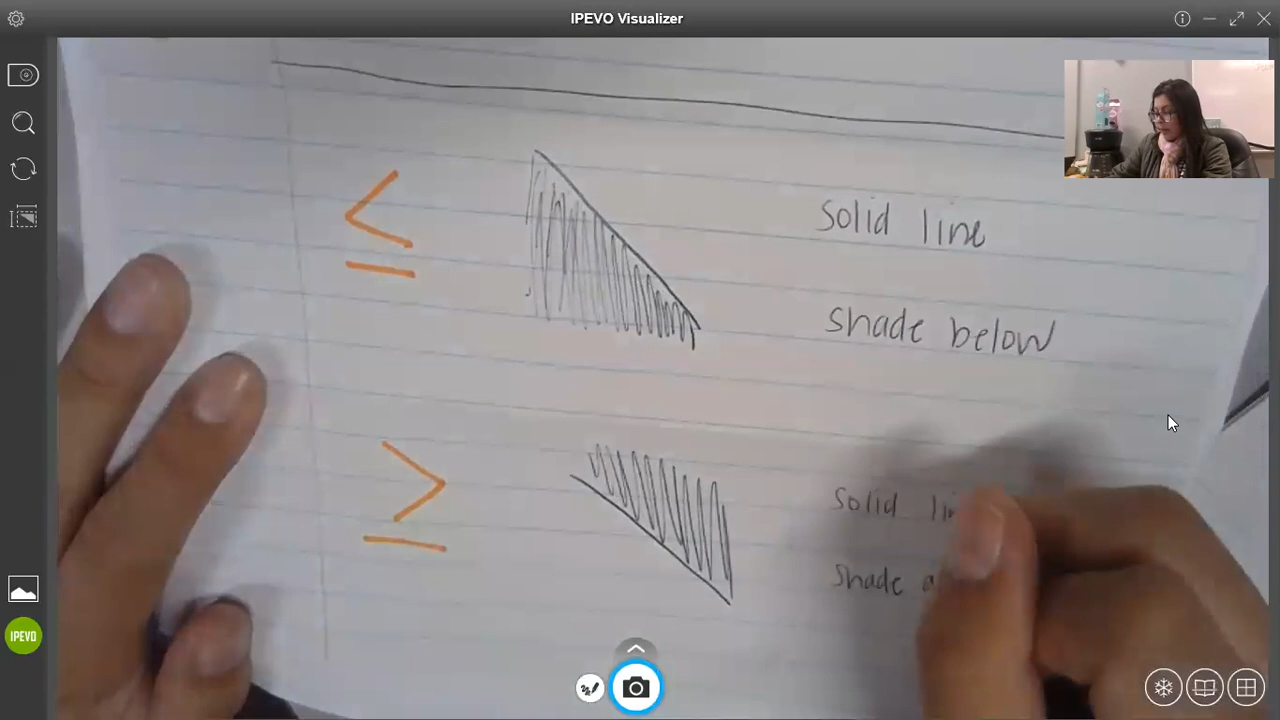 IPEVO Visualizer
≤ solid line
shade below
≥ solid
shade
IPEVO